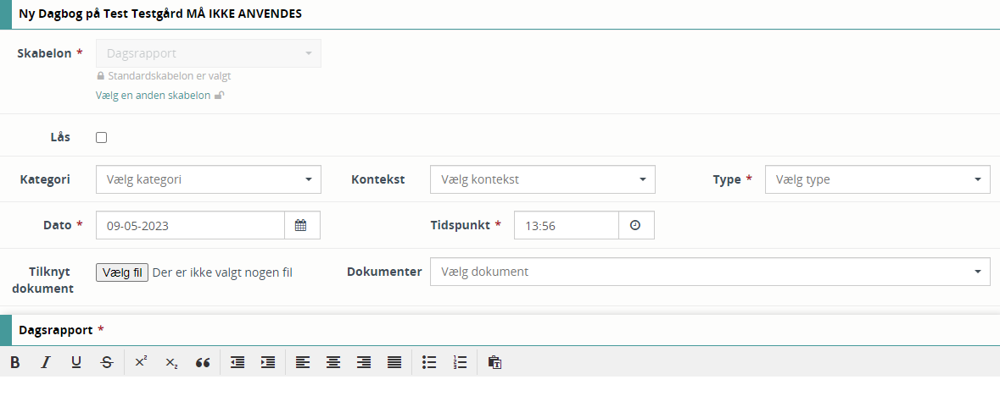 Ny Dagbog på Test Testgård MÅ IKKE ANVENDES
Skabelon * Dagsrapport
Standardskabelon er valgt
Vælg en anden skabelon
Lås
Kategori Vælg kategori Kontekst Vælg kontekst Type * Vælg type
Dato * 09-05-2023 Tidspunkt * 13:56
Tilknyt dokument Vælg fil Der er ikke valgt nogen fil Dokumenter Vælg dokument
Dagsrapport *